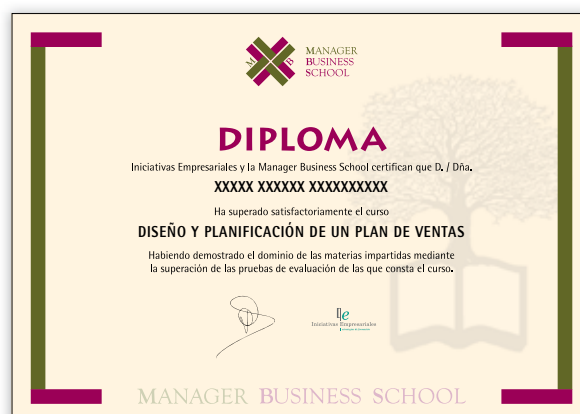 M B
MANAGER
BUSINESS
SCHOOL
DIPLOMA
Iniciativas Empresariales y la Manager Business School certifican que D. / Dña.
XXXXX XXXXXX XXXXXXXXXX
Ha superado satisfactoriamente el curso
DISEÑO Y PLANIFICACIÓN DE UN PLAN DE VENTAS
Habiendo demostrado el dominio de las materias impartidas mediante
la superación de las pruebas de evaluación de las que consta el curso.
Iniciativas Empresariales
MANAGER BUSINESS SCHOOL